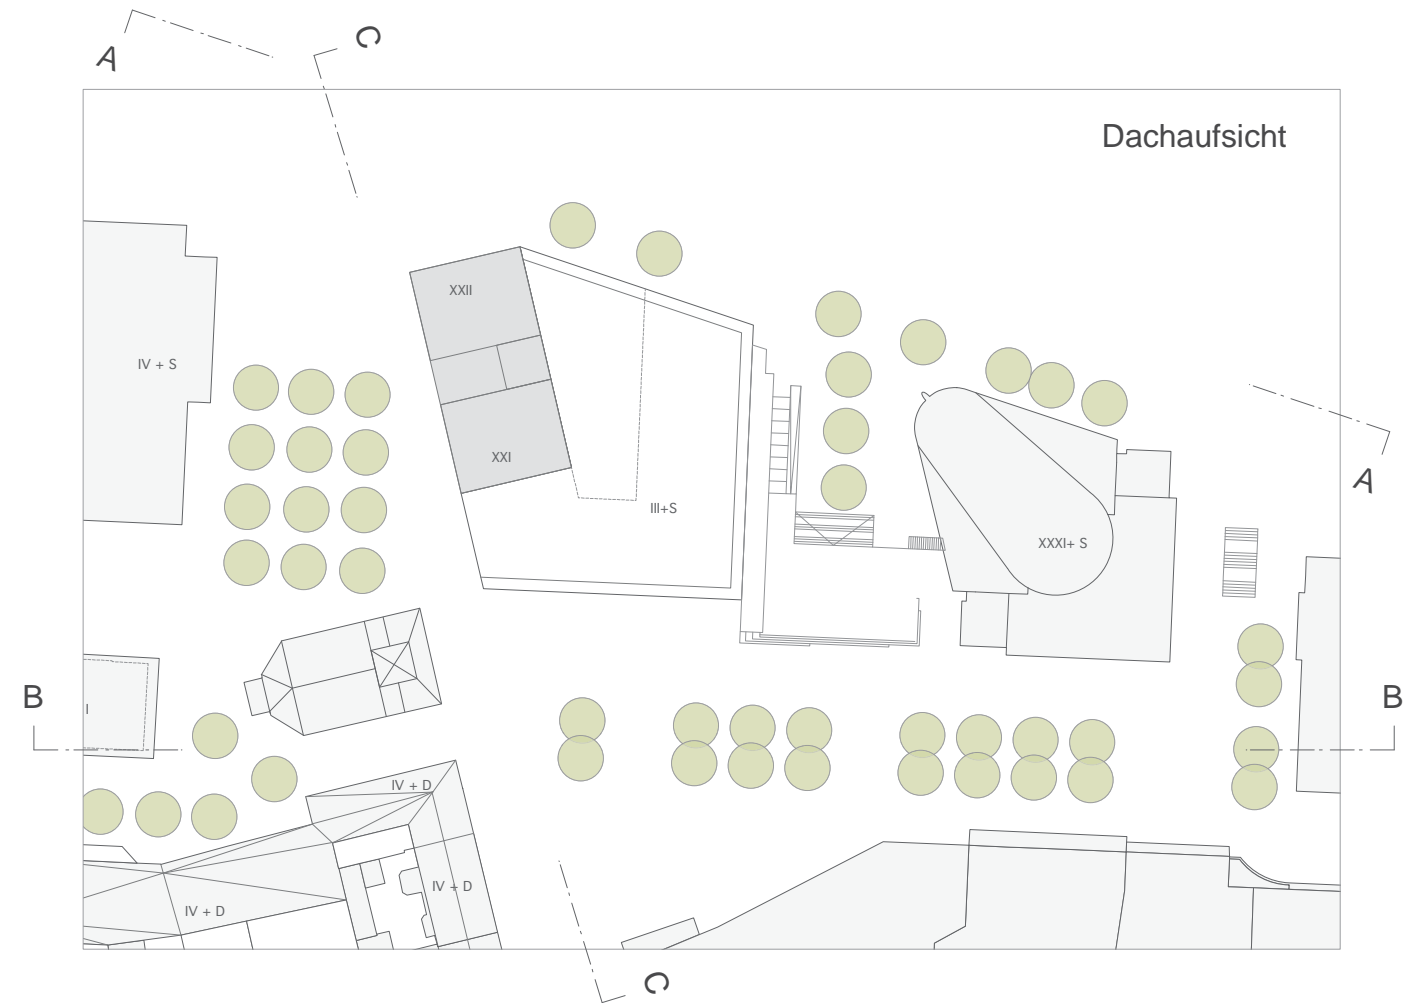 A
C
Dachaufsicht
XXII
IV + S
XXI
III+S
A
XXXI+ S
B
B
I
IV + D
IV + D
IV + D
C